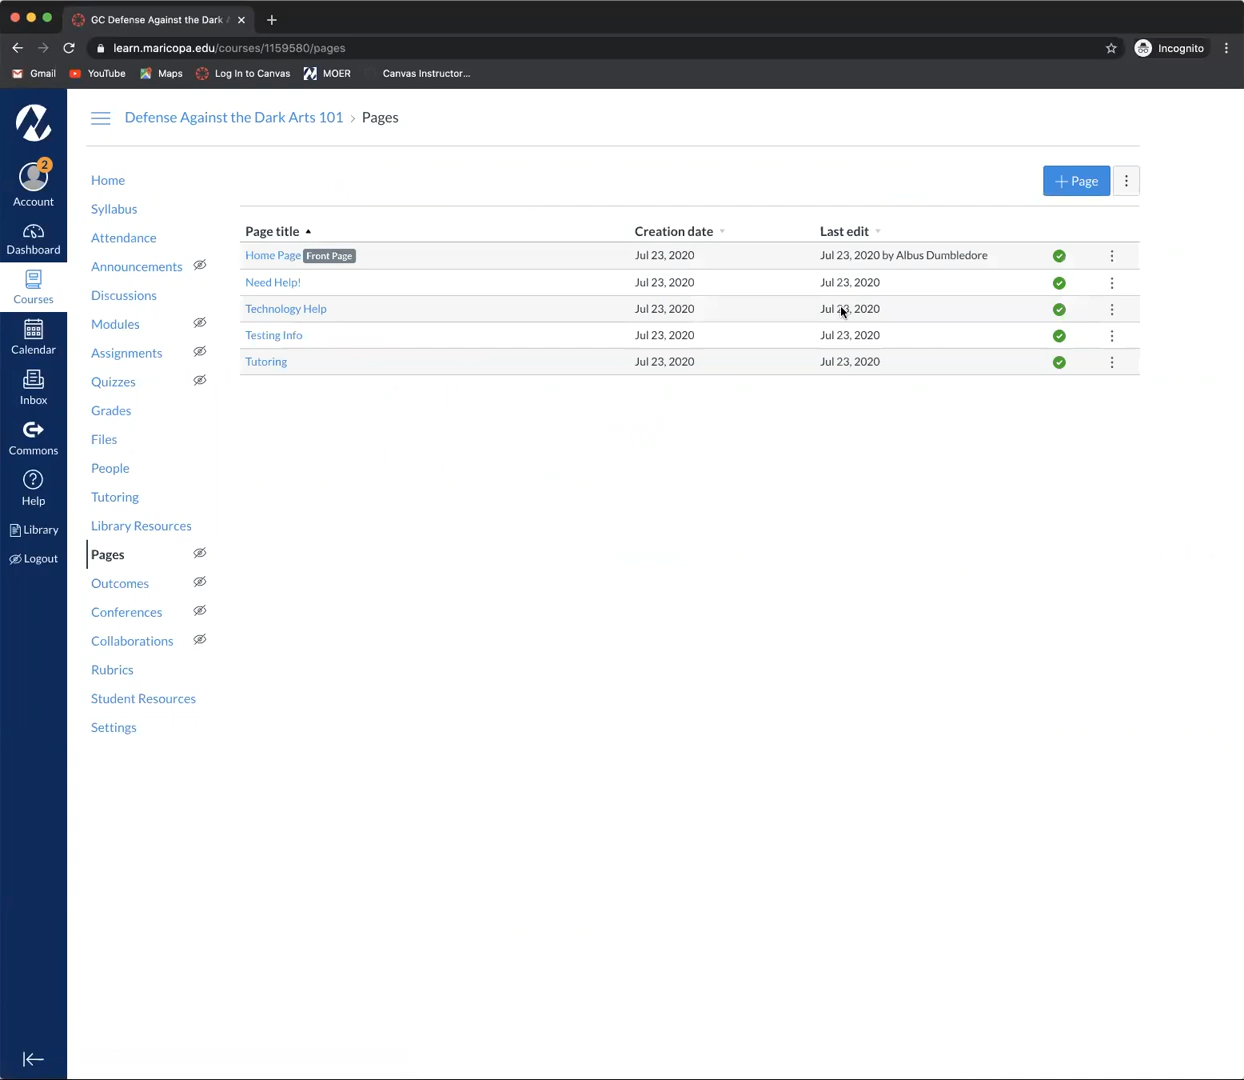 GC Defense Against the Dark A
learn.maricopa.edu/courses/1159580/pages
Incognito
Gmail YouTube Maps Log In to Canvas MOER Canvas Instructor...
Defense Against the Dark Arts 101 > Pages
2
Account
Dashboard
Courses
Calendar
Inbox
Commons
Help
Library
Logout
Home
Syllabus
Attendance
Announcements
Discussions
Modules
Assignments
Quizzes
Grades
Files
People
Tutoring
Library Resources
Pages
Outcomes
Conferences
Collaborations
Rubrics
Student Resources
Settings
+ Page
Page title Creation date Last edit
Home Page Front Page Jul 23, 2020 Jul 23, 2020 by Albus Dumbledore
Need Help! Jul 23, 2020 Jul 23, 2020
Technology Help Jul 23, 2020 Jul 23, 2020
Testing Info Jul 23, 2020 Jul 23, 2020
Tutoring Jul 23, 2020 Jul 23, 2020